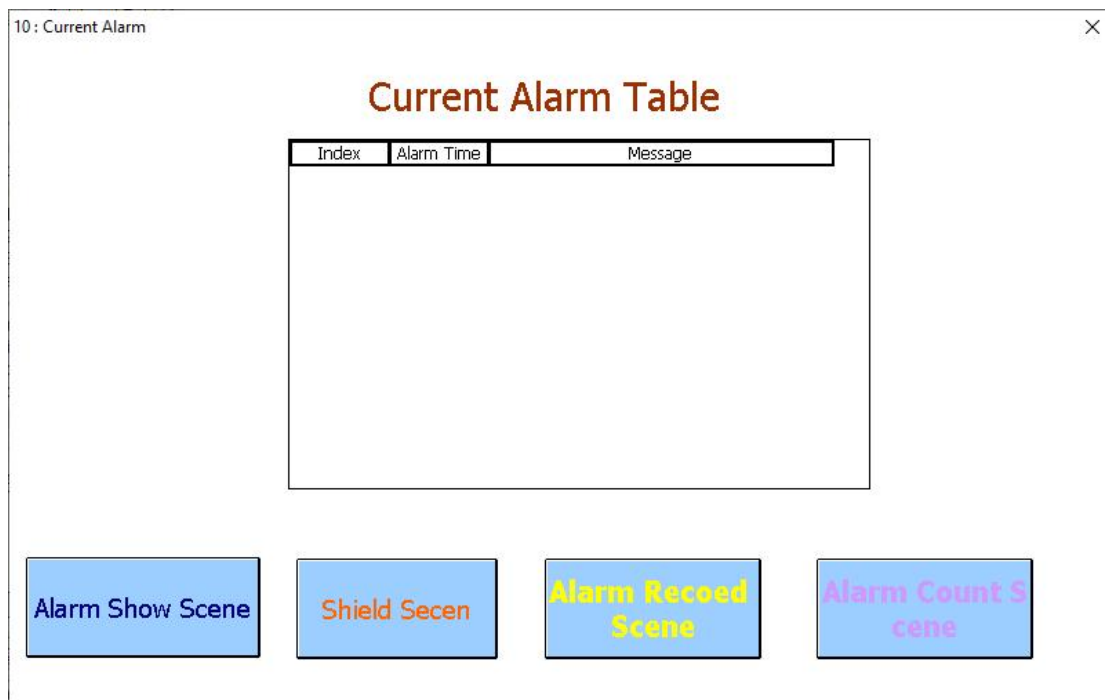 10 : Current Alarm
Current Alarm Table
Index Alarm Time Message
Alarm Show Scene
Shield Secen
Alarm Recoed
Scene
Alarm Count S
cene